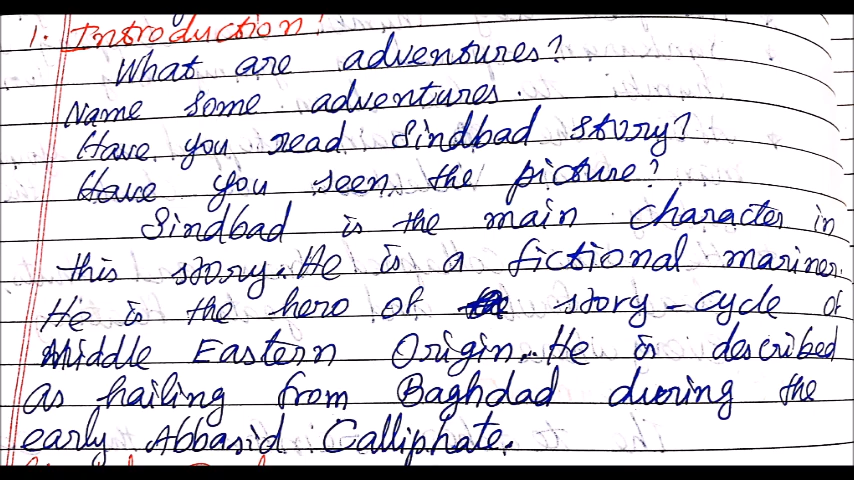 1. Introduction:
What are adventures?
Name some adventures.
Have you read Sindbad story?
Have you seen the picture?
Sindbad is the main character in
this story. He is a fictional mariner.
He is the hero of story-cycle of
Middle Eastern Origin.. He is described
as hailing from Baghdad during the
early Abbasid Calliphate.